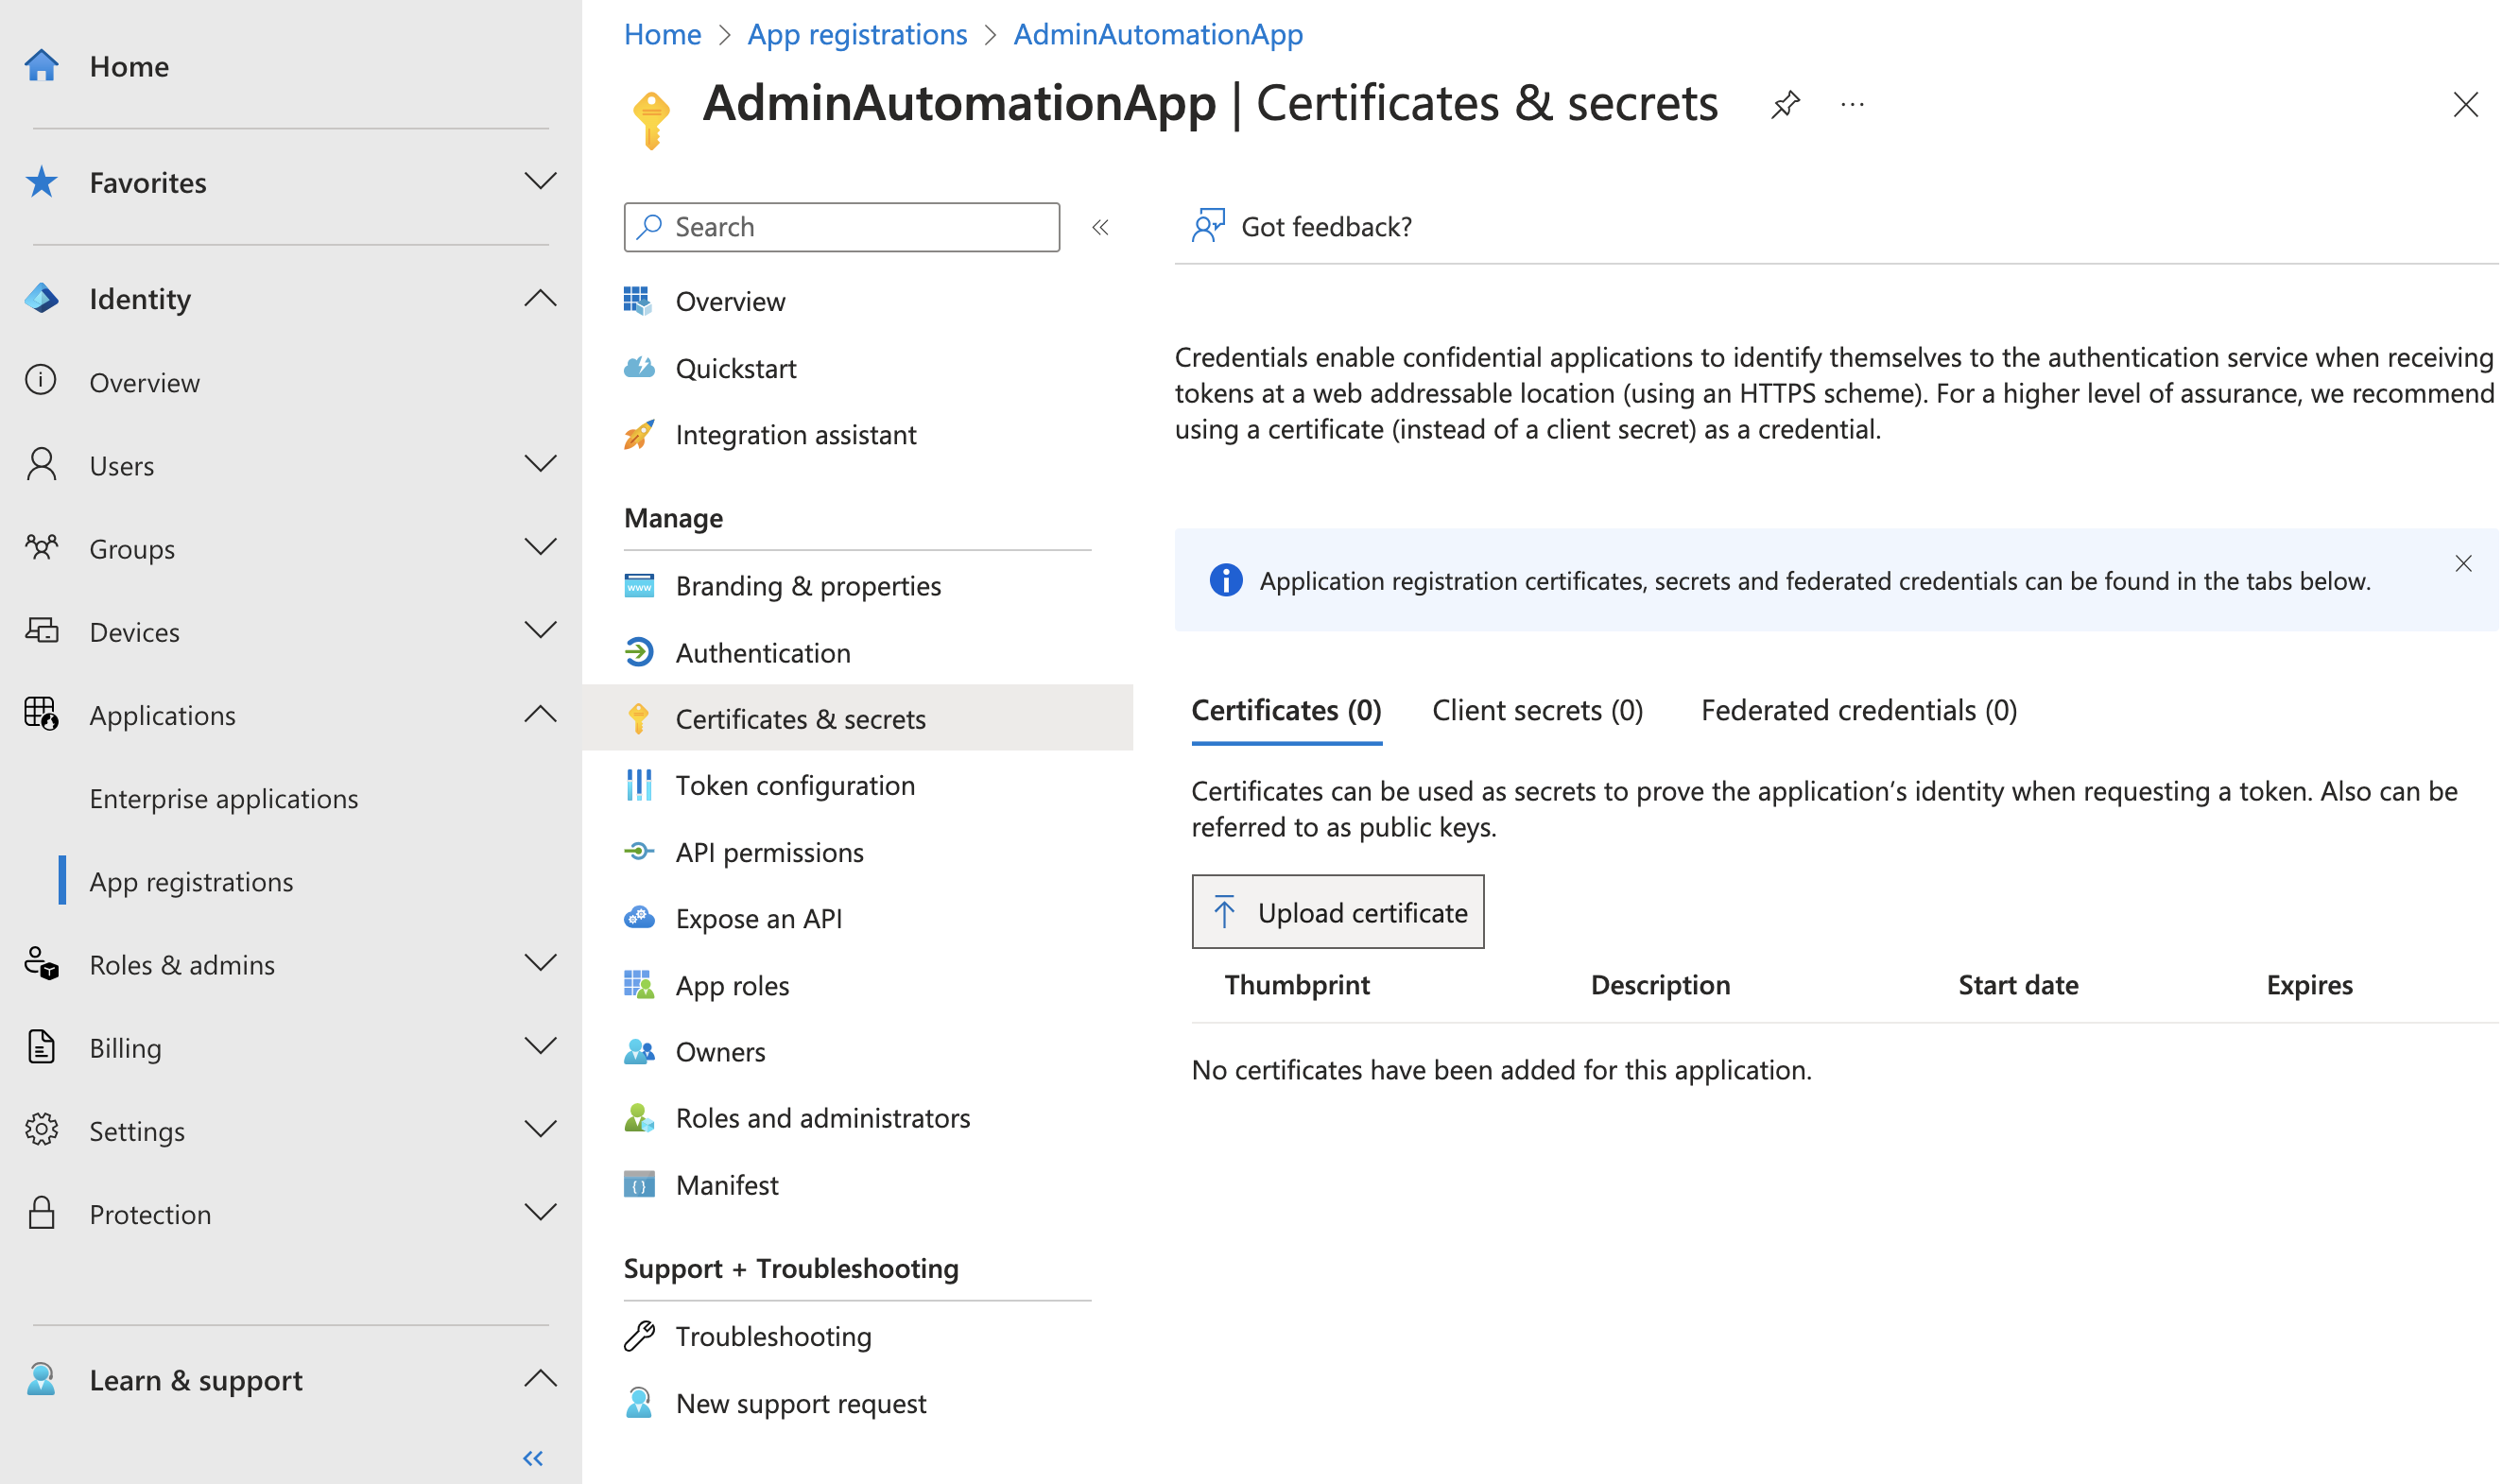 Home
Favorites
Identity
Overview
Users
Groups
Devices
Applications
Enterprise applications
App registrations
Roles & admins
Billing
Settings
Protection
Learn & support
Home > App registrations > AdminAutomationApp
AdminAutomationApp | Certificates & secrets
Search
Overview
Quickstart
Integration assistant
Manage
Branding & properties
Authentication
Certificates & secrets
Token configuration
API permissions
Expose an API
App roles
Owners
Roles and administrators
Manifest
Support + Troubleshooting
Troubleshooting
New support request
Got feedback?
Credentials enable confidential applications to identify themselves to the authentication service when receiving
tokens at a web addressable location (using an HTTPS scheme). For a higher level of assurance, we recommend
using a certificate (instead of a client secret) as a credential.
Application registration certificates, secrets and federated credentials can be found in the tabs below.
Certificates (0) Client secrets (0) Federated credentials (0)
Certificates can be used as secrets to prove the application’s identity when requesting a token. Also can be
referred to as public keys.
Upload certificate
Thumbprint Description Start date Expires
No certificates have been added for this application.